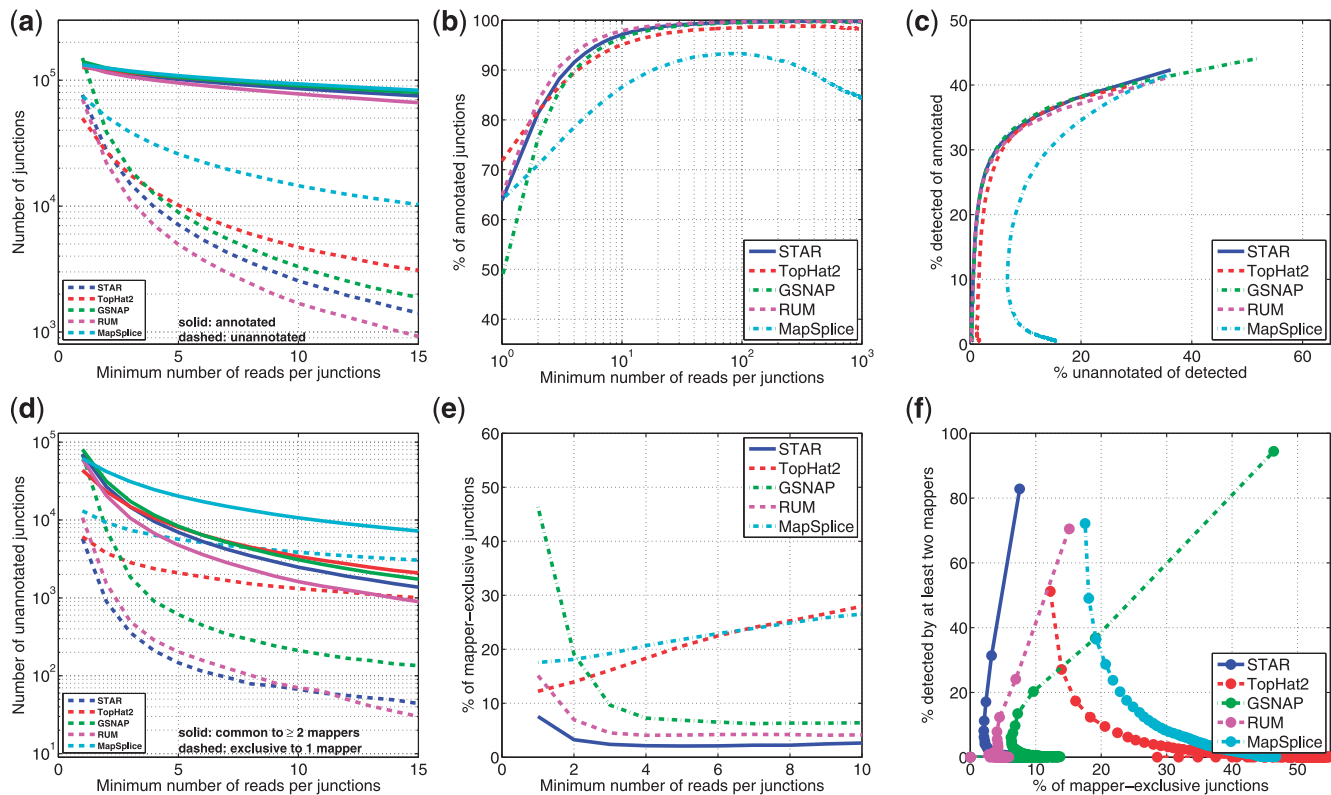 (a)
Number of junctions
10^5
10^4
10^3
0
5
10
15
Minimum number of reads per junctions
STAR
TopHat2
GSNAP
RUM
MapSplice
solid: annotated
dashed: unannotated
(b)
% of annotated junctions
100
90
80
70
60
50
40
10^0
10^1
10^2
10^3
Minimum number of reads per junctions
STAR
TopHat2
GSNAP
RUM
MapSplice
(c)
% detected of annotated
50
40
30
20
10
0
0
20
40
60
% unannotated of detected
STAR
TopHat2
GSNAP
RUM
MapSplice
(d)
Number of unannotated junctions
10^5
10^4
10^3
10^2
10^1
0
5
10
15
Minimum number of reads per junctions
STAR
TopHat2
GSNAP
RUM
MapSplice
solid: common to ≥ 2 mappers
dashed: exclusive to 1 mapper
(e)
% of mapper−exclusive junctions
60
50
40
30
20
10
0
0
2
4
6
8
10
Minimum number of reads per junctions
STAR
TopHat2
GSNAP
RUM
MapSplice
(f)
% detected by at least two mappers
100
80
60
40
20
0
0
10
20
30
40
50
% of mapper−exclusive junctions
STAR
TopHat2
GSNAP
RUM
MapSplice